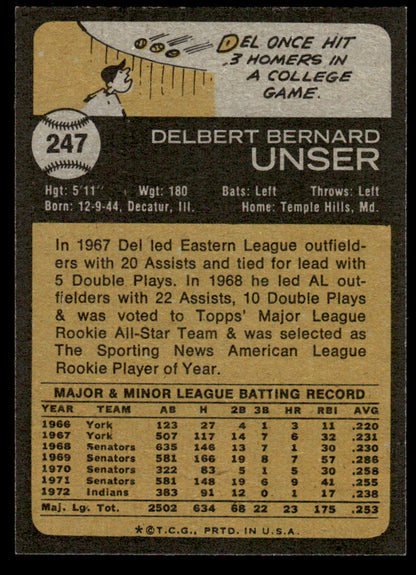 DEL ONCE HIT
3 HOMERS IN
A COLLEGE
GAME.
247
DELBERT BERNARD
UNSER
Hgt: 5'11" Wgt: 180 Bats: Left Throws: Left
Born: 12-9-44, Decatur, Ill. Home: Temple Hills, Md.
In 1967 Del led Eastern League outfield-
ers with 20 Assists and tied for lead with
5 Double Plays. In 1968 he led AL out-
fielders with 22 Assists, 10 Double Plays
& was voted to Topps' Major League
Rookie All-Star Team & was selected as
The Sporting News American League
Rookie Player of Year.
MAJOR & MINOR LEAGUE BATTING RECORD
YEAR TEAM AB H 2B 3B HR RBI AVG
1966 York 123 27 4 1 3 11 .220
1967 York 507 117 14 7 6 32 .231
1968 Senators 635 146 13 7 1 30 .230
1969 Senators 581 166 19 8 7 57 .286
1970 Senators 322 83 5 1 5 30 .258
1971 Senators 581 148 19 6 9 41 .255
1972 Indians 383 91 12 0 1 17 .238
Maj. Lg. Tot. 2502 634 68 22 23 175 .253
*©T.C.G., PRTD. IN U.S.A.